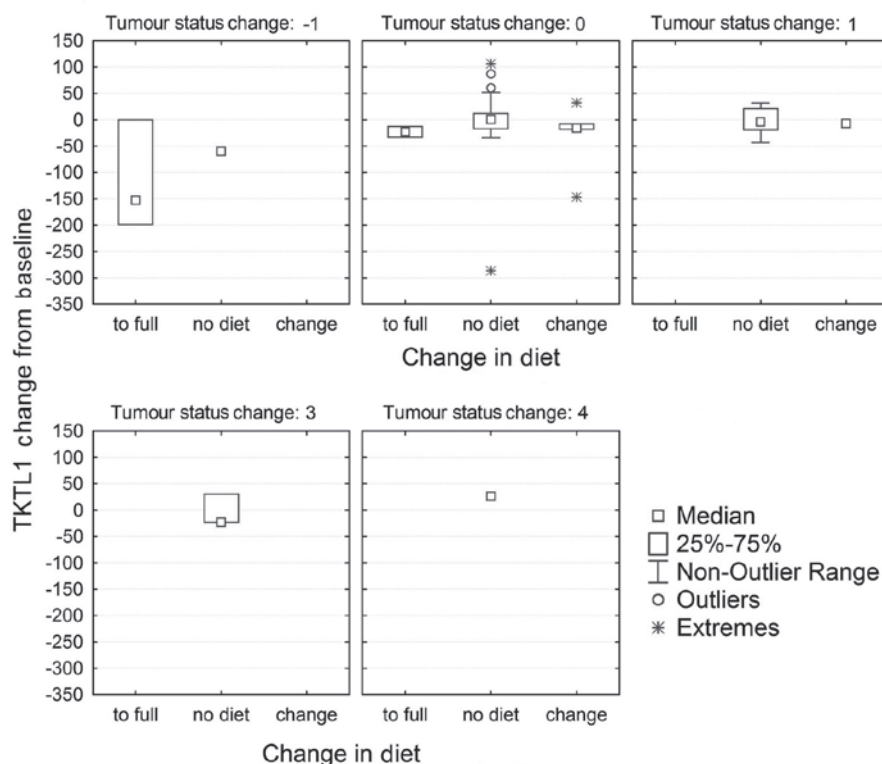 Tumour status change: -1
Tumour status change: 0
Tumour status change: 1
150
100
50
0
-50
-100
-150
-200
-250
-300
-350
to full
no diet
change
to full
no diet
change
to full
no diet
change
Change in diet
TKTL1 change from baseline
Tumour status change: 3
Tumour status change: 4
150
100
50
0
-50
-100
-150
-200
-250
-300
-350
to full
no diet
change
to full
no diet
change
Change in diet
Median
25%-75%
Non-Outlier Range
Outliers
Extremes